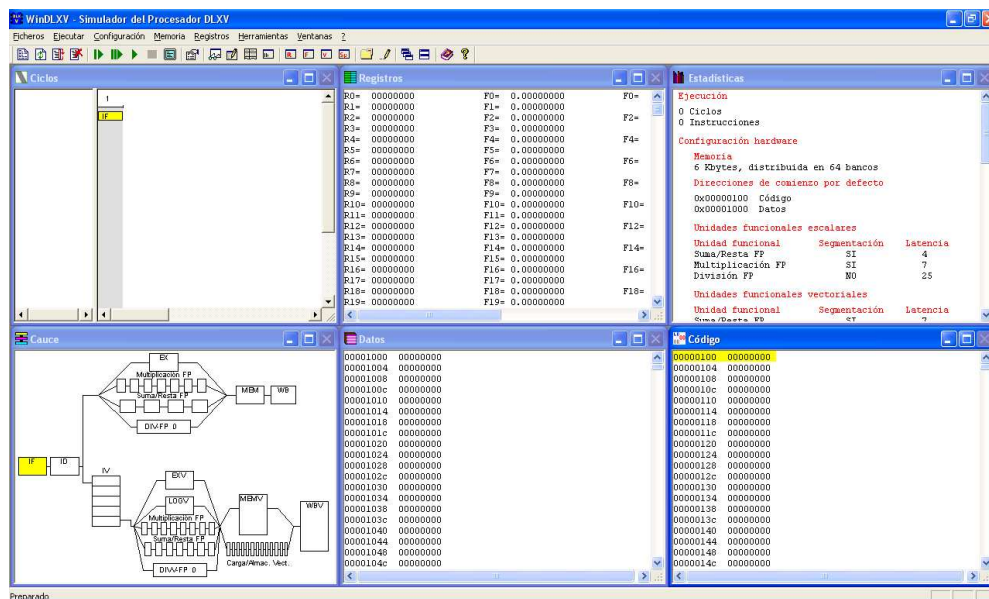 WinDLXV - Simulador del Procesador DLXV
Ficheros Ejecutar Configuración Memoria Registros Herramientas Ventanas ?
Ciclos
1
IF
Registros
R0= 00000000 F0= 0.00000000 F0=
R1= 00000000 F1= 0.00000000
R2= 00000000 F2= 0.00000000 F2=
R3= 00000000 F3= 0.00000000
R4= 00000000 F4= 0.00000000 F4=
R5= 00000000 F5= 0.00000000
R6= 00000000 F6= 0.00000000 F6=
R7= 00000000 F7= 0.00000000
R8= 00000000 F8= 0.00000000 F8=
R9= 00000000 F9= 0.00000000
R10= 00000000 F10= 0.00000000 F10=
R11= 00000000 F11= 0.00000000
R12= 00000000 F12= 0.00000000 F12=
R13= 00000000 F13= 0.00000000
R14= 00000000 F14= 0.00000000 F14=
R15= 00000000 F15= 0.00000000
R16= 00000000 F16= 0.00000000 F16=
R17= 00000000 F17= 0.00000000
R18= 00000000 F18= 0.00000000 F18=
R19= 00000000 F19= 0.00000000
Estadísticas
Ejecución
0 Ciclos
0 Instrucciones
Configuración hardware
Memoria
6 Kbytes, distribuida en 64 bancos
Direcciones de comienzo por defecto
0x00000100 Código
0x00001000 Datos
Unidades funcionales escalares
Unidad funcional Segmentación Latencia
Suma/Resta FP SI 4
Multiplicación FP SI 7
División FP NO 25
Unidades funcionales vectoriales
Unidad funcional Segmentación Latencia
Suma/Resta FP SI 7
Cauce
EX
Multiplicación FP
Suma/Resta FP
DIV-FP 0
MEM
WB
IF
ID
IV
EXV
LOGV
Multiplicación FP
Suma/Resta FP
DIVV-FP 0
MEMV
WBV
Carga/Almac. Vect.
Datos
00001000 00000000
00001004 00000000
00001008 00000000
0000100c 00000000
00001010 00000000
00001014 00000000
00001018 00000000
0000101c 00000000
00001020 00000000
00001024 00000000
00001028 00000000
0000102c 00000000
00001030 00000000
00001034 00000000
00001038 00000000
0000103c 00000000
00001040 00000000
00001044 00000000
00001048 00000000
0000104c 00000000
Código
00000100 00000000
00000104 00000000
00000108 00000000
0000010c 00000000
00000110 00000000
00000114 00000000
00000118 00000000
0000011c 00000000
00000120 00000000
00000124 00000000
00000128 00000000
0000012c 00000000
00000130 00000000
00000134 00000000
00000138 00000000
0000013c 00000000
00000140 00000000
00000144 00000000
00000148 00000000
0000014c 00000000
Preparado